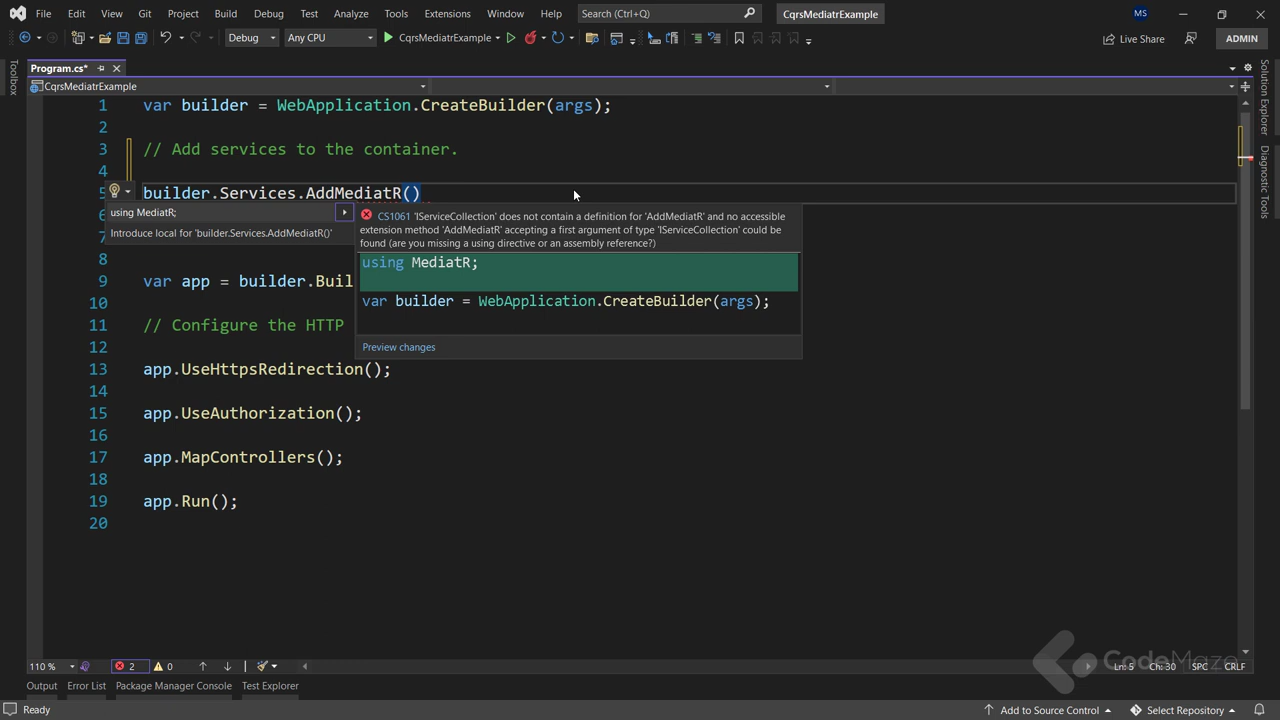 File Edit View Git Project Build Debug Test Analyze Tools Extensions Window Help Search (Ctrl+Q) CqrsMediatrExample MS
Debug Any CPU CqrsMediatrExample Live Share ADMIN
Toolbox
Program.cs*
CqrsMediatrExample
1 var builder = WebApplication.CreateBuilder(args);
2
3 // Add services to the container.
4
5 builder.Services.AddMediatR()
using MediatR;
Introduce local for 'builder.Services.AddMediatR()'
CS1061 'IServiceCollection' does not contain a definition for 'AddMediatR' and no accessible
extension method 'AddMediatR' accepting a first argument of type 'IServiceCollection' could be
found (are you missing a using directive or an assembly reference?)
using MediatR;
var builder = WebApplication.CreateBuilder(args);
Preview changes
8
9 var app = builder.Buil
10
11 // Configure the HTTP
12
13 app.UseHttpsRedirection();
14
15 app.UseAuthorization();
16
17 app.MapControllers();
18
19 app.Run();
20
Solution Explorer
Diagnostic Tools
110 % 2 0 Ln: 5 Ch: 30 SPC CRLF
CodeMaze
Output Error List Package Manager Console Test Explorer
Ready Add to Source Control Select Repository